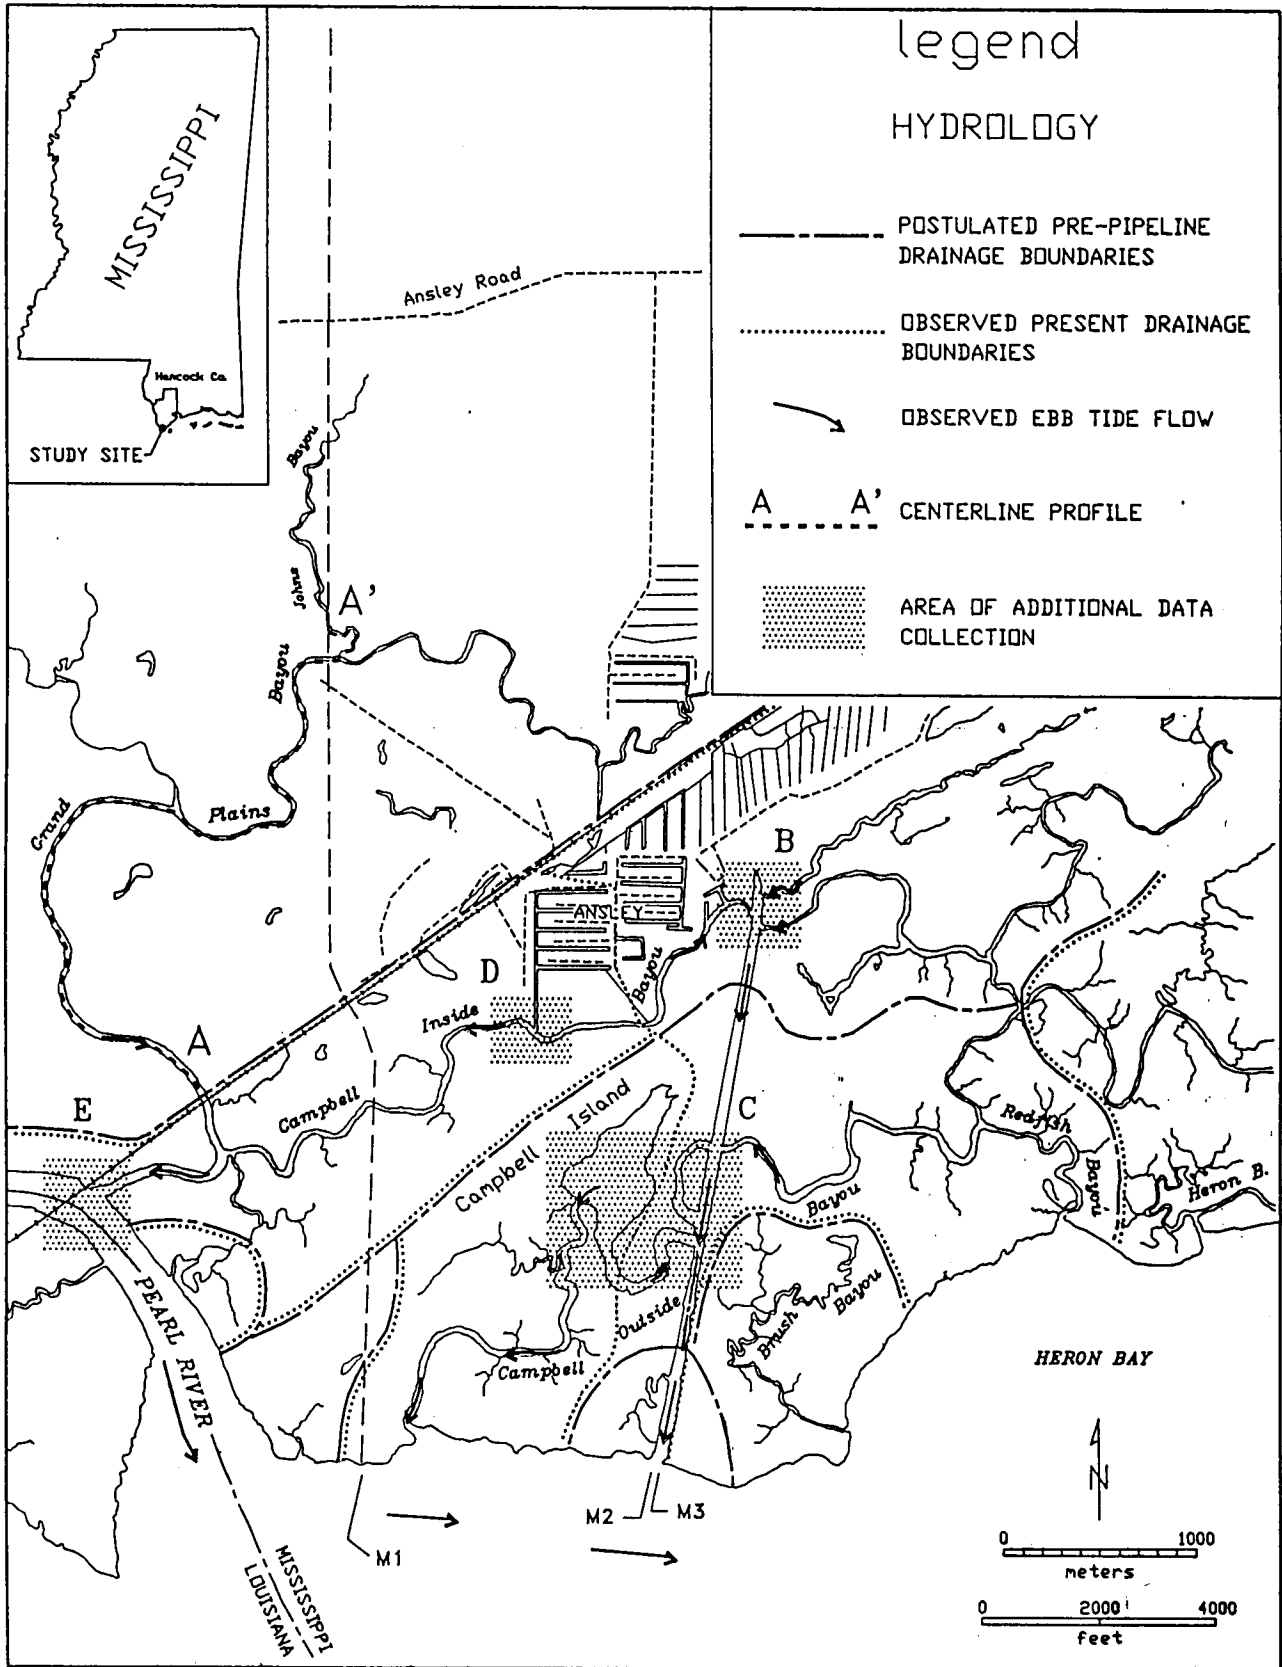 legend
HYDROLOGY
POSTULATED PRE-PIPELINE
DRAINAGE BOUNDARIES
OBSERVED PRESENT DRAINAGE
BOUNDARIES
OBSERVED EBB TIDE FLOW
A A'
CENTERLINE PROFILE
AREA OF ADDITIONAL DATA
COLLECTION
MISSISSIPPI
Hancock Co.
STUDY SITE
Ansley Road
Bayou
Johns
A'
Bayou
Grand
Plains
B
ANSLEY
D
Bayou
Inside
A
Campbell
E
Island
Campbell
C
Redfish
Bayou
Heron B.
Bayou
PEARL RIVER
Outside
Brush
Bayou
Campbell
HERON BAY
N
M1
M2
M3
MISSISSIPPI
LOUISIANA
0 1000
meters
0 2000 4000
feet